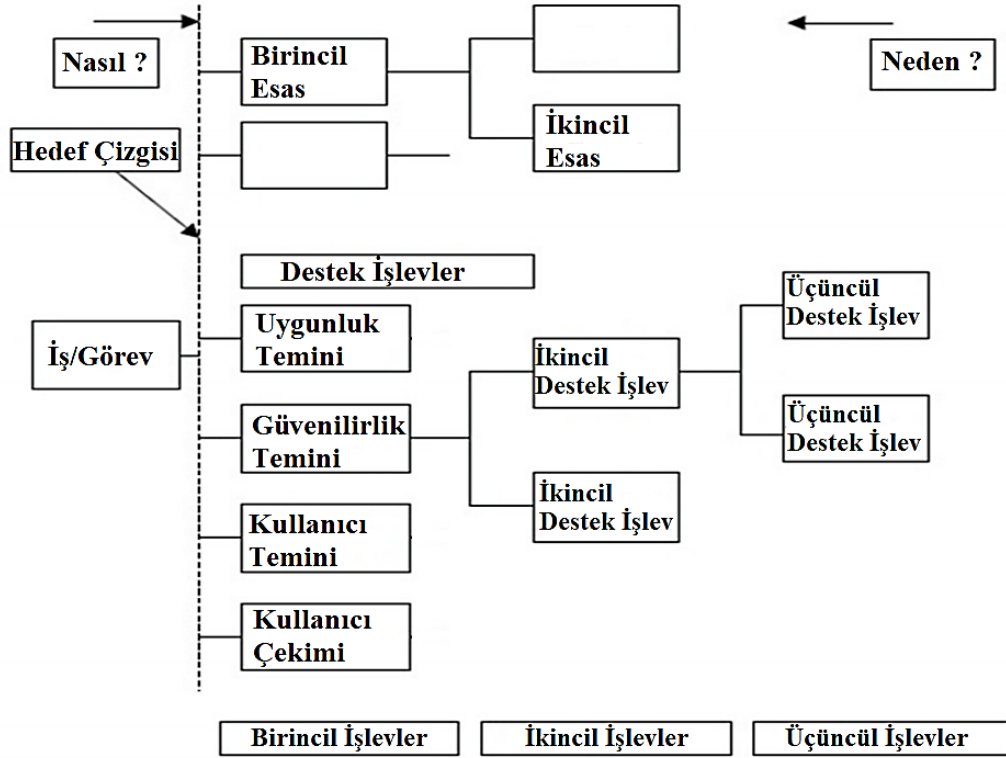 Nasıl ?
Birincil
Esas
Neden ?
Hedef Çizgisi
İkincil
Esas
Destek İşlevler
İş/Görev
Uygunluk
Temini
Güvenilirlik
Temini
Kullanıcı
Temini
Kullanıcı
Çekimi
İkincil
Destek İşlev
İkincil
Destek İşlev
Üçüncül
Destek İşlev
Üçüncül
Destek İşlev
Birincil İşlevler
İkincil İşlevler
Üçüncül İşlevler